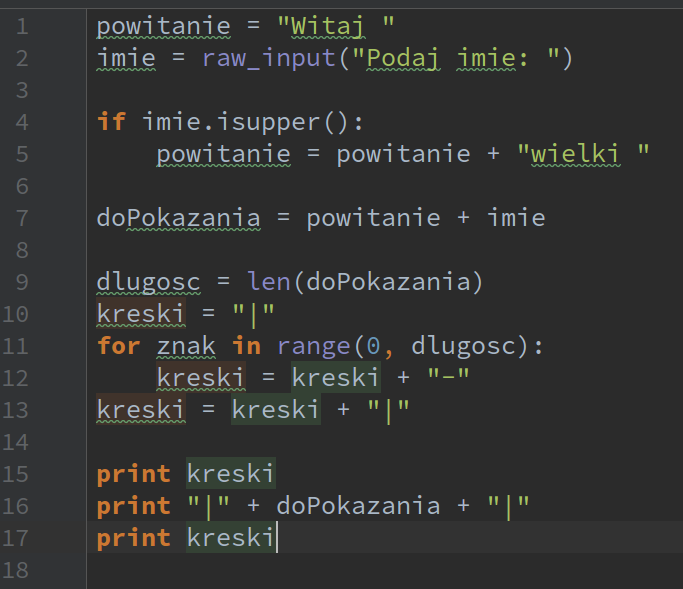 1 powitanie = "Witaj "
2 imie = raw_input("Podaj imie: ")
3
4 if imie.isupper():
5     powitanie = powitanie + "wielki "
6
7 doPokazania = powitanie + imie
8
9 dlugosc = len(doPokazania)
10 kreski = "|"
11 for znak in range(0, dlugosc):
12     kreski = kreski + "-"
13 kreski = kreski + "|"
14
15 print kreski
16 print "|" + doPokazania + "|"
17 print kreski
18